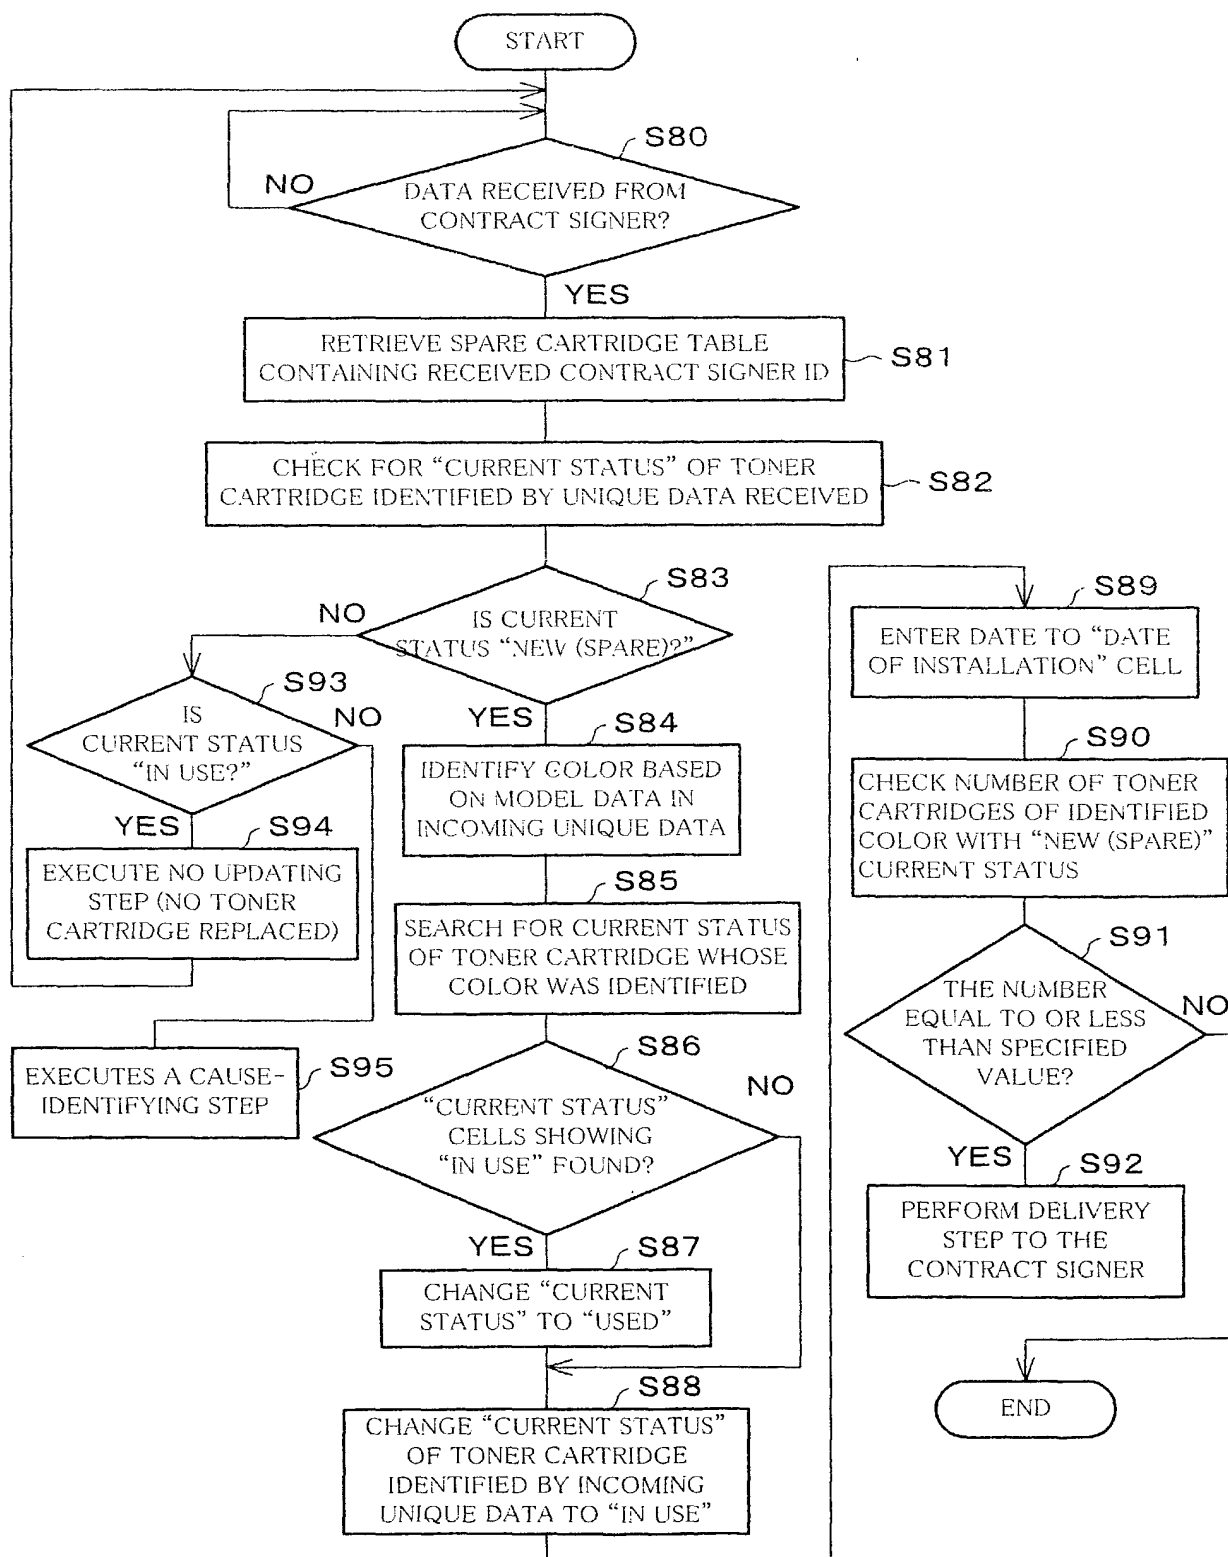 START
S80
NO
DATA RECEIVED FROM
CONTRACT SIGNER?
YES
RETRIEVE SPARE CARTRIDGE TABLE
CONTAINING RECEIVED CONTRACT SIGNER ID
S81
CHECK FOR “CURRENT STATUS” OF TONER
CARTRIDGE IDENTIFIED BY UNIQUE DATA RECEIVED
S82
S83
NO
IS CURRENT
STATUS “NEW (SPARE)?”
YES
S93
NO
IS
CURRENT STATUS
“IN USE?”
YES
S94
EXECUTE NO UPDATING
STEP (NO TONER
CARTRIDGE REPLACED)
S95
EXECUTES A CAUSE-
IDENTIFYING STEP
S84
IDENTIFY COLOR BASED
ON MODEL DATA IN
INCOMING UNIQUE DATA
S85
SEARCH FOR CURRENT STATUS
OF TONER CARTRIDGE WHOSE
COLOR WAS IDENTIFIED
S86
NO
“CURRENT STATUS”
CELLS SHOWING
“IN USE” FOUND?
YES
S87
CHANGE “CURRENT
STATUS” TO “USED”
S88
CHANGE “CURRENT STATUS”
OF TONER CARTRIDGE
IDENTIFIED BY INCOMING
UNIQUE DATA TO “IN USE”
S89
ENTER DATE TO “DATE
OF INSTALLATION” CELL
S90
CHECK NUMBER OF TONER
CARTRIDGES OF IDENTIFIED
COLOR WITH “NEW (SPARE)”
CURRENT STATUS
S91
THE NUMBER
EQUAL TO OR LESS
THAN SPECIFIED
VALUE?
NO
YES
S92
PERFORM DELIVERY
STEP TO THE
CONTRACT SIGNER
END